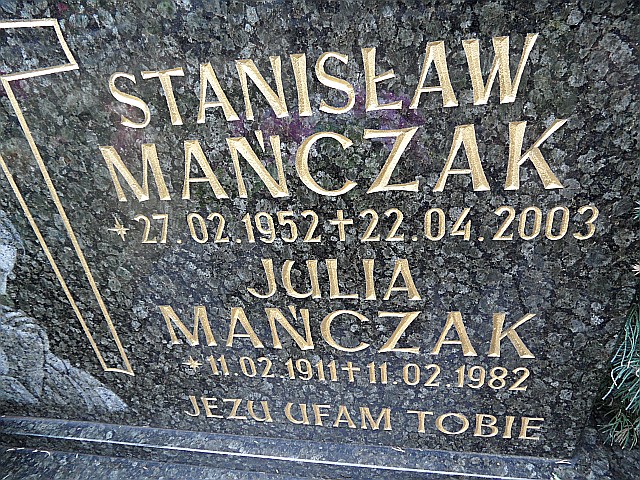 STANISŁAW
MAŃCZAK
* 27.02.1952 + 22.04.2003
JULIA
MAŃCZAK
* 11.02.1911 + 11.02.1982
JEZU UFAM TOBIE